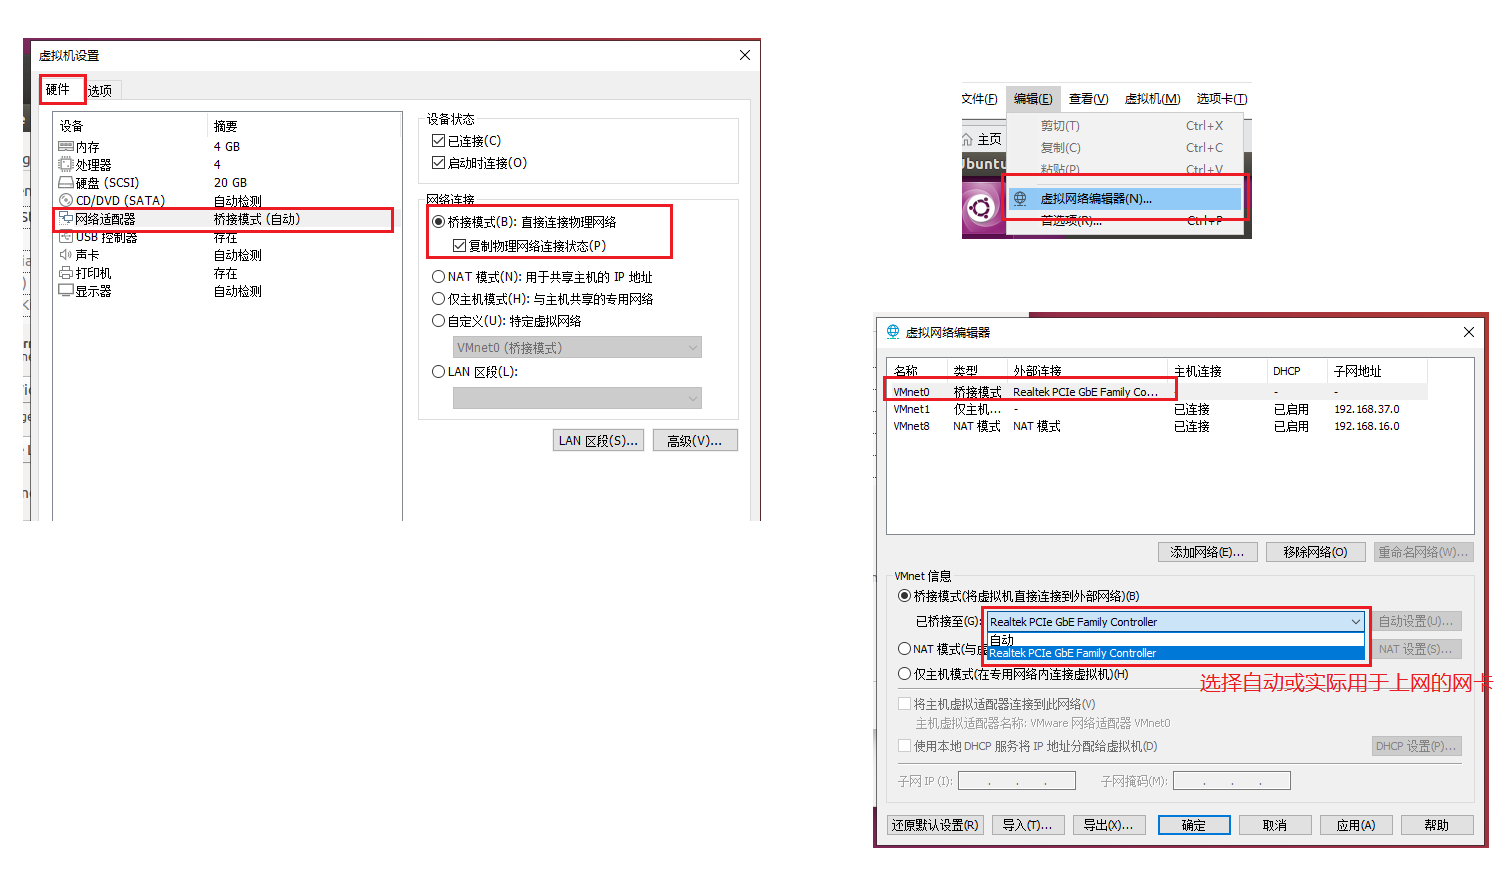 虚拟机设置
硬件 选项
设备 摘要
内存 4 GB
处理器 4
硬盘 (SCSI) 20 GB
CD/DVD (SATA) 自动检测
网络适配器 桥接模式 (自动)
USB 控制器 存在
声卡 自动检测
打印机 存在
显示器 自动检测
设备状态
已连接(C)
启动时连接(O)
网络连接
桥接模式(B): 直接连接物理网络
复制物理网络连接状态(P)
NAT 模式(N): 用于共享主机的 IP 地址
仅主机模式(H): 与主机共享的专用网络
自定义(U): 特定虚拟网络
VMnet0 (桥接模式)
LAN 区段(L):
LAN 区段(S)... 高级(V)...
文件(F) 编辑(E) 查看(V) 虚拟机(M) 选项卡(T)
剪切(T) Ctrl+X
主页
复制(C) Ctrl+C
粘贴(P) Ctrl+V
Ubuntu
虚拟网络编辑器(N)...
首选项(R)... Ctrl+P
虚拟网络编辑器
名称 类型 外部连接 主机连接 DHCP 子网地址
VMnet0 桥接模式 Realtek PCIe GbE Family Co... - -
VMnet1 仅主机... - 已连接 已启用 192.168.37.0
VMnet8 NAT 模式 NAT 模式 已连接 已启用 192.168.16.0
添加网络(E)... 移除网络(O) 重命名网络(W)...
VMnet 信息
桥接模式(将虚拟机直接连接到外部网络)(B)
已桥接至(G): Realtek PCIe GbE Family Controller 自动设置(U)...
自动
NAT 模式(与虚 Realtek PCIe GbE Family Controller NAT 设置(S)...
仅主机模式(在专用网络内连接虚拟机)(H)
选择自动或实际用于上网的网卡
将主机虚拟适配器连接到此网络(V)
主机虚拟适配器名称: VMware 网络适配器 VMnet0
使用本地 DHCP 服务将 IP 地址分配给虚拟机(D) DHCP 设置(P)...
子网 IP (I): . . . 子网掩码(M): . . .
还原默认设置(R) 导入(T)... 导出(X)... 确定 取消 应用(A) 帮助